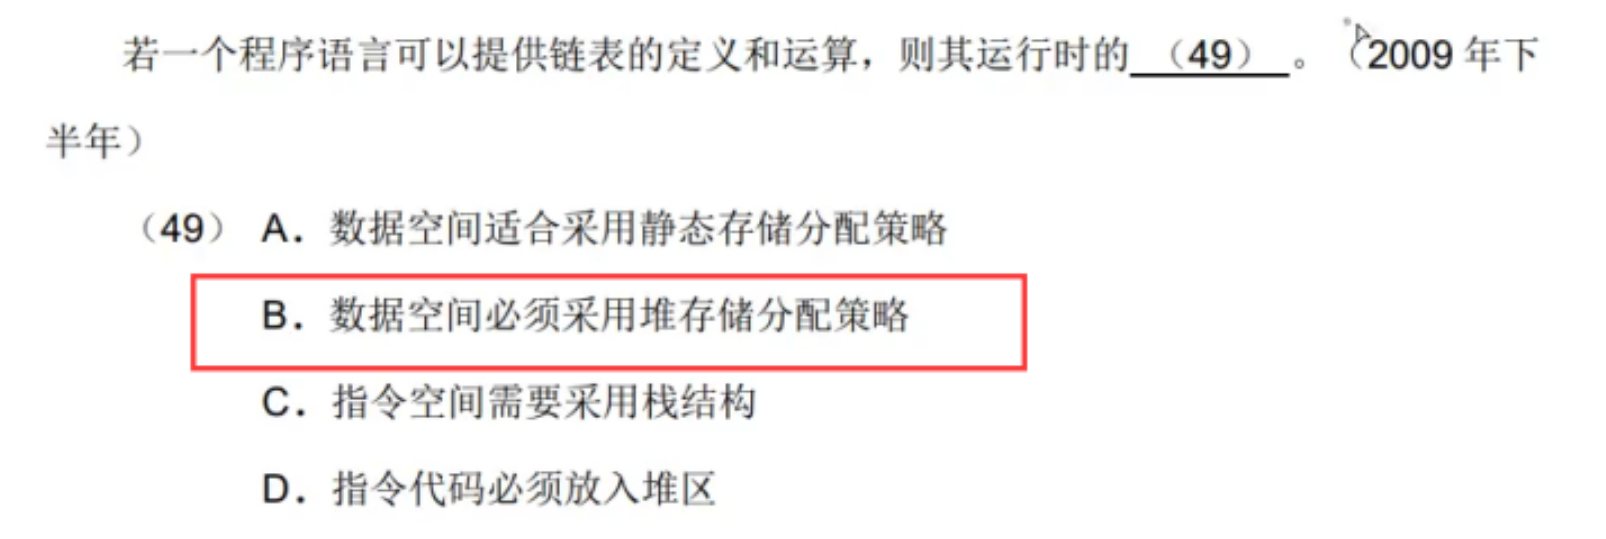 若一个程序语言可以提供链表的定义和运算，则其运行时的 （49） 。（2009 年下
半年）
（49） A．数据空间适合采用静态存储分配策略
B．数据空间必须采用堆存储分配策略
C．指令空间需要采用栈结构
D．指令代码必须放入堆区